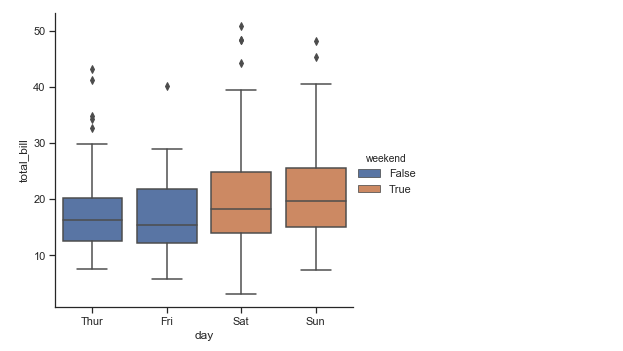 50
40
30
20
10
total_bill
Thur Fri Sat Sun
day
weekend
False
True